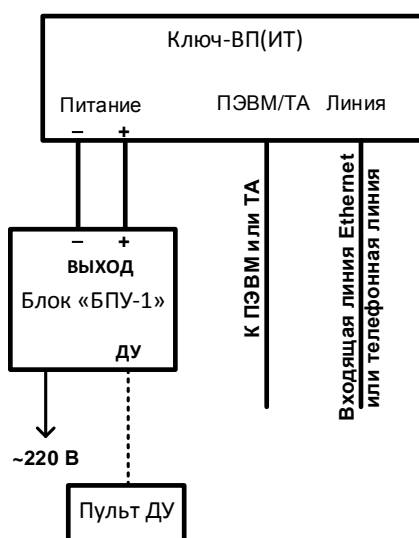 Ключ-ВП(ИТ)
Питание
ПЭВМ/ТА
Линия
– +
– +
ВЫХОД
Блок «БПУ-1»
ДУ
~220 В
Пульт ДУ
К ПЭВМ или ТА
Входящая линия Ethernet
или телефонная линия